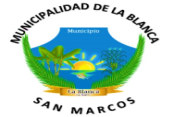 MUNICIPALIDAD DE LA BLANCA
Municipio
La Blanca
SAN MARCOS